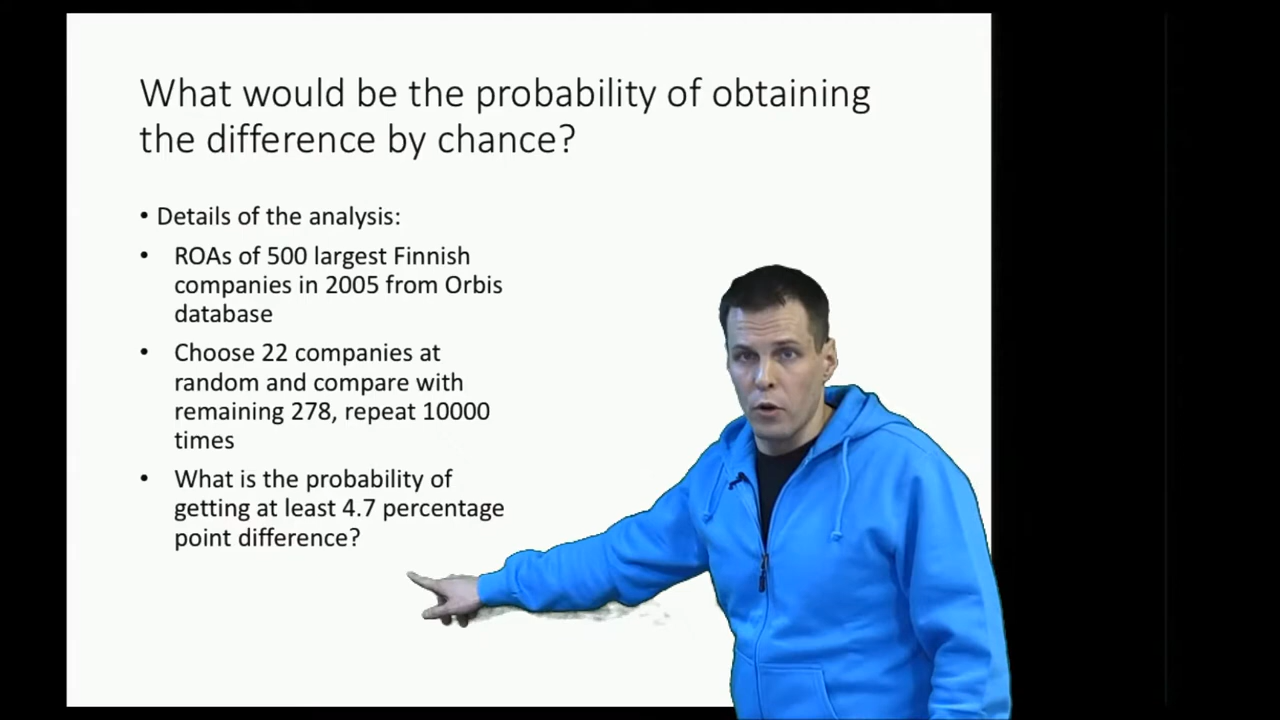 What would be the probability of obtaining
the difference by chance?
• Details of the analysis:
• ROAs of 500 largest Finnish
companies in 2005 from Orbis
database
• Choose 22 companies at
random and compare with
remaining 278, repeat 10000
times
• What is the probability of
getting at least 4.7 percentage
point difference?